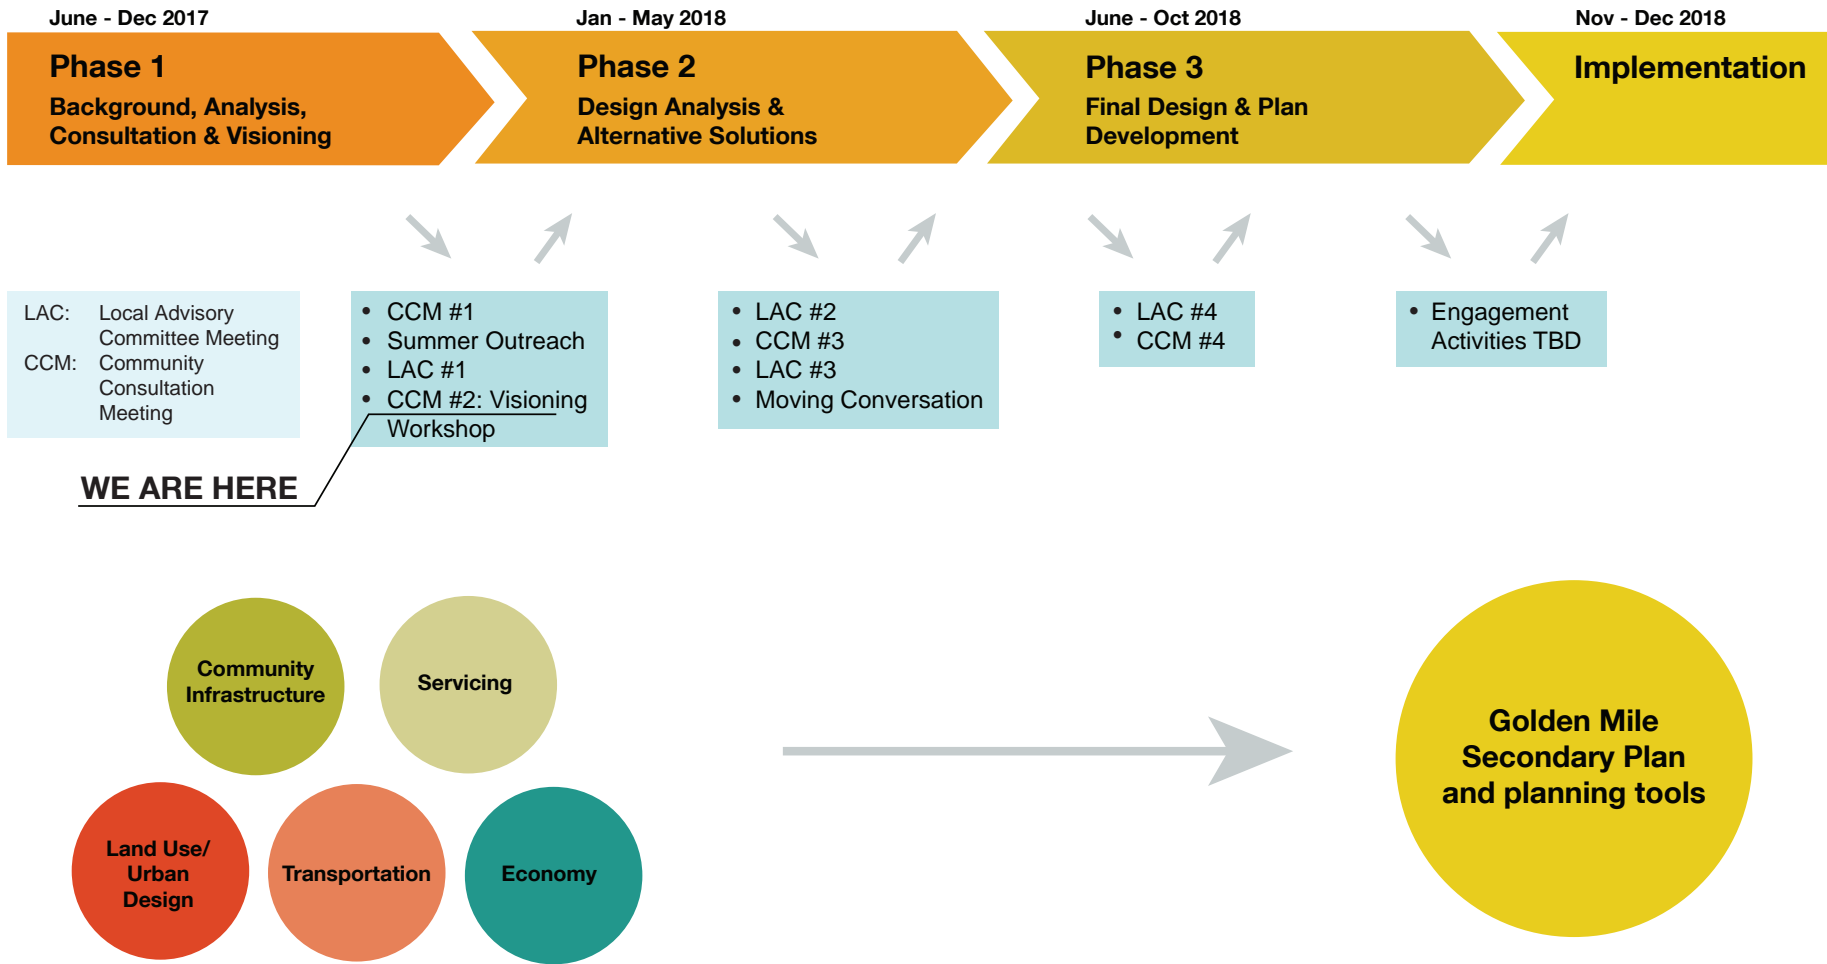 June - Dec 2017
Jan - May 2018
June - Oct 2018
Nov - Dec 2018
Phase 1
Background, Analysis,
Consultation & Visioning
Phase 2
Design Analysis &
Alternative Solutions
Phase 3
Final Design & Plan
Development
Implementation
LAC: Local Advisory
Committee Meeting
CCM: Community
Consultation
Meeting
• CCM #1
• Summer Outreach
• LAC #1
• CCM #2: Visioning
Workshop
• LAC #2
• CCM #3
• LAC #3
• Moving Conversation
• LAC #4
• CCM #4
• Engagement
Activities TBD
WE ARE HERE
Community
Infrastructure
Servicing
Land Use/
Urban
Design
Transportation
Economy
Golden Mile
Secondary Plan
and planning tools